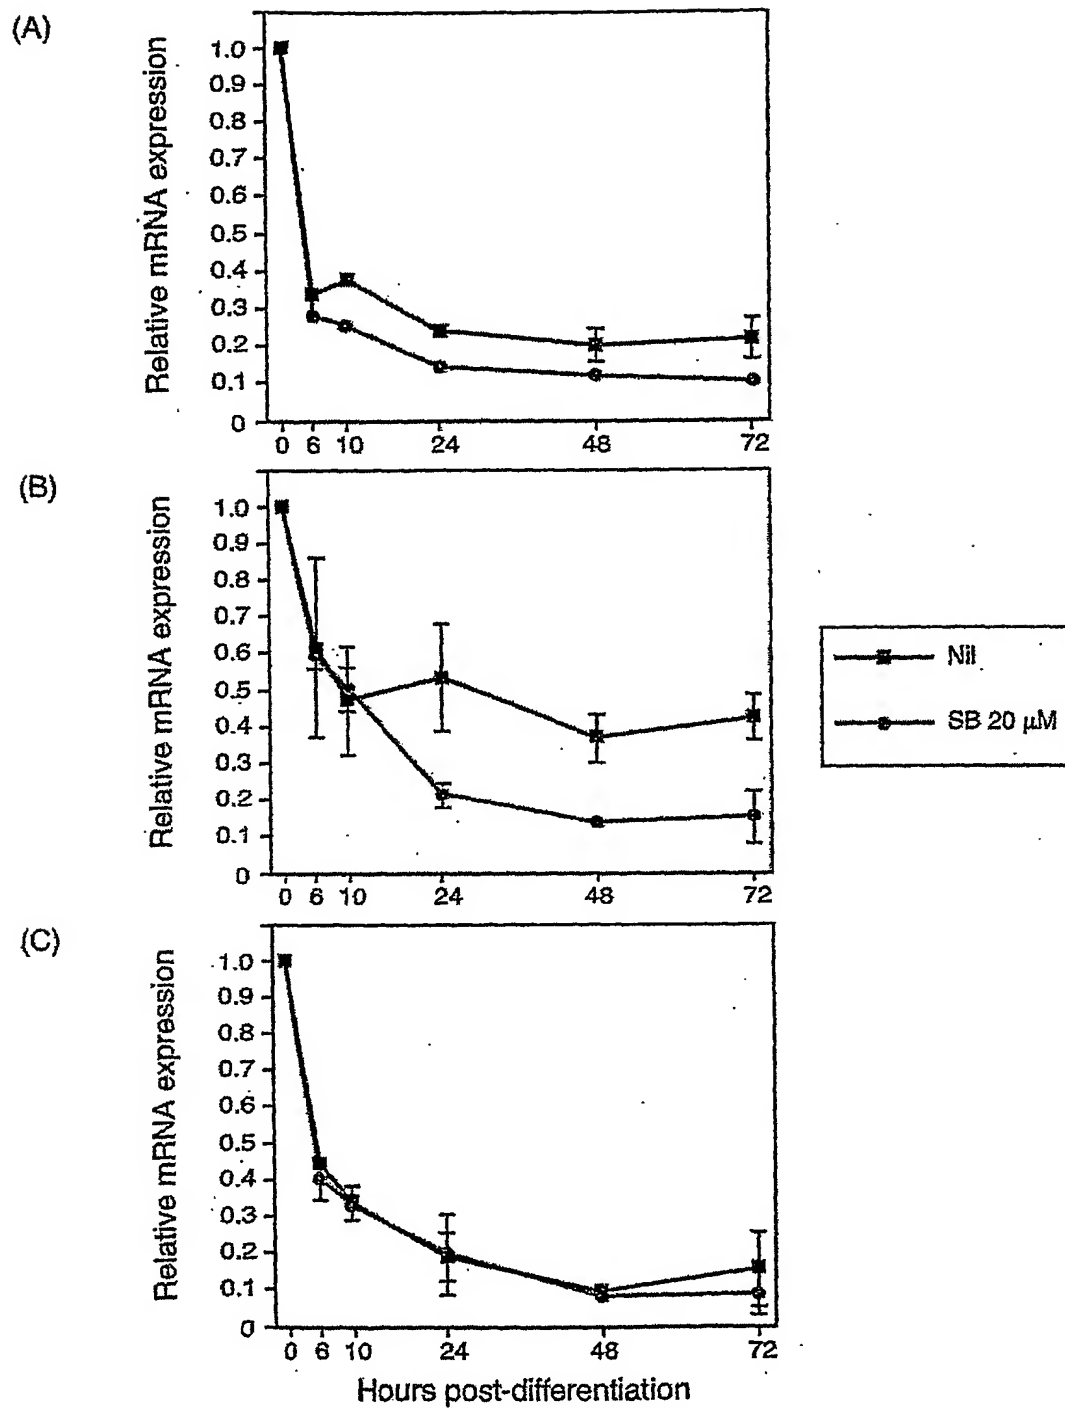 (A)
Relative mRNA expression
1.0
0.9
0.8
0.7
0.6
0.5
0.4
0.3
0.2
0.1
0
0 6 10 24 48 72
(B)
Relative mRNA expression
1.0
0.9
0.8
0.7
0.6
0.5
0.4
0.3
0.2
0.1
0
0 6 10 24 48 72
Nil
SB 20 µM
(C)
Relative mRNA expression
1.0
0.9
0.8
0.7
0.6
0.5
0.4
0.3
0.2
0.1
0
0 6 10 24 48 72
Hours post-differentiation